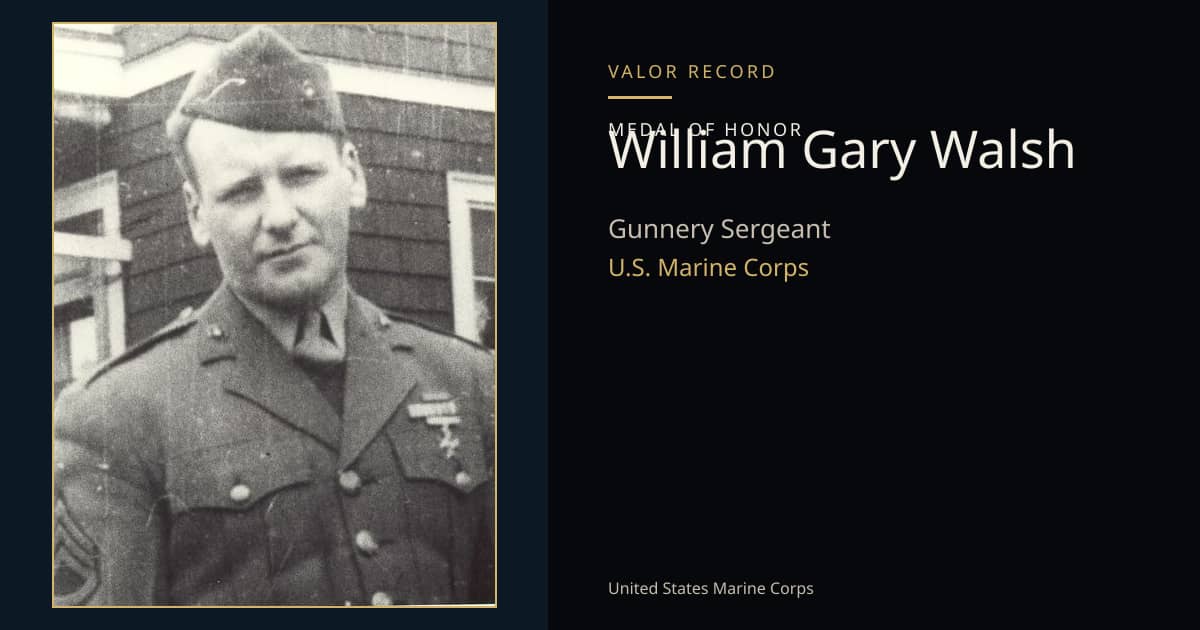 VALOR RECORD
MEDAL OF HONOR
William Gary Walsh
Gunnery Sergeant
U.S. Marine Corps
United States Marine Corps